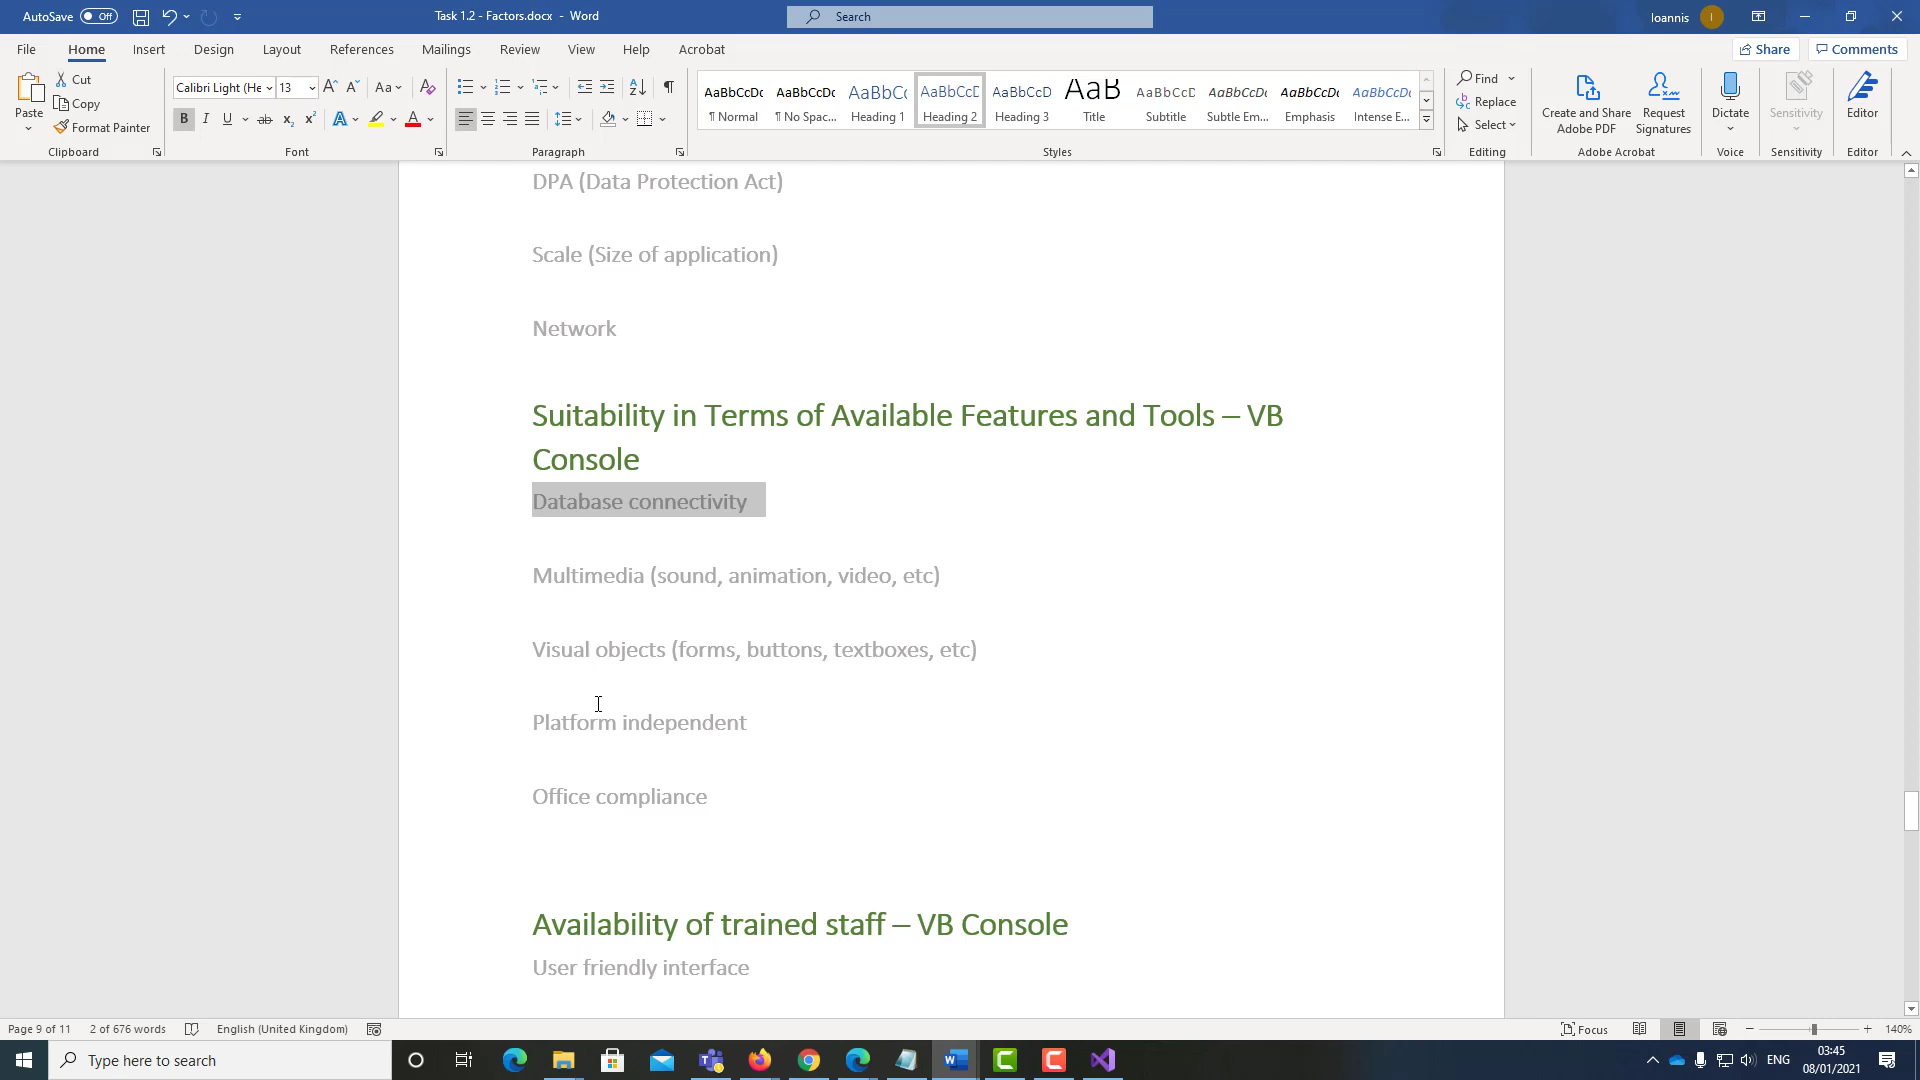 AutoSave Off Task 1.2 - Factors.docx - Word Search Ioannis I
File Home Insert Design Layout References Mailings Review View Help Acrobat Share Comments
Paste Cut Copy Format Painter Clipboard
Calibri Light (He 13 Aa
B I U ab x₂ x² A A Font
Paragraph
AaBbCcDc AaBbCcDc AaBbCc AaBbCcD AaBbCcD AaB AaBbCcD AaBbCcDc AaBbCcDc AaBbCcDc
¶ Normal ¶ No Spac... Heading 1 Heading 2 Heading 3 Title Subtitle Subtle Em... Emphasis Intense E...
Styles
Find Replace Select Editing
Create and Share Adobe PDF Request Signatures Adobe Acrobat
Dictate Voice
Sensitivity Sensitivity
Editor Editor
DPA (Data Protection Act)
Scale (Size of application)
Network
Suitability in Terms of Available Features and Tools – VB
Console
Database connectivity
Multimedia (sound, animation, video, etc)
Visual objects (forms, buttons, textboxes, etc)
Platform independent
Office compliance
Availability of trained staff – VB Console
User friendly interface
Page 9 of 11 2 of 676 words English (United Kingdom) Focus 140%
Type here to search ENG 03:45
08/01/2021